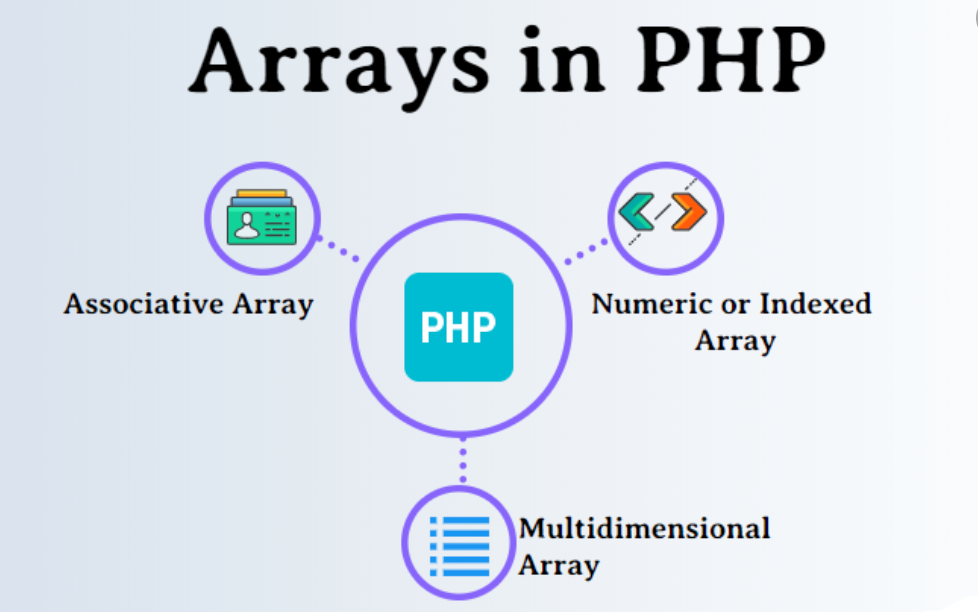 Arrays in PHP
Associative Array
PHP
Numeric or Indexed
Array
Multidimensional
Array